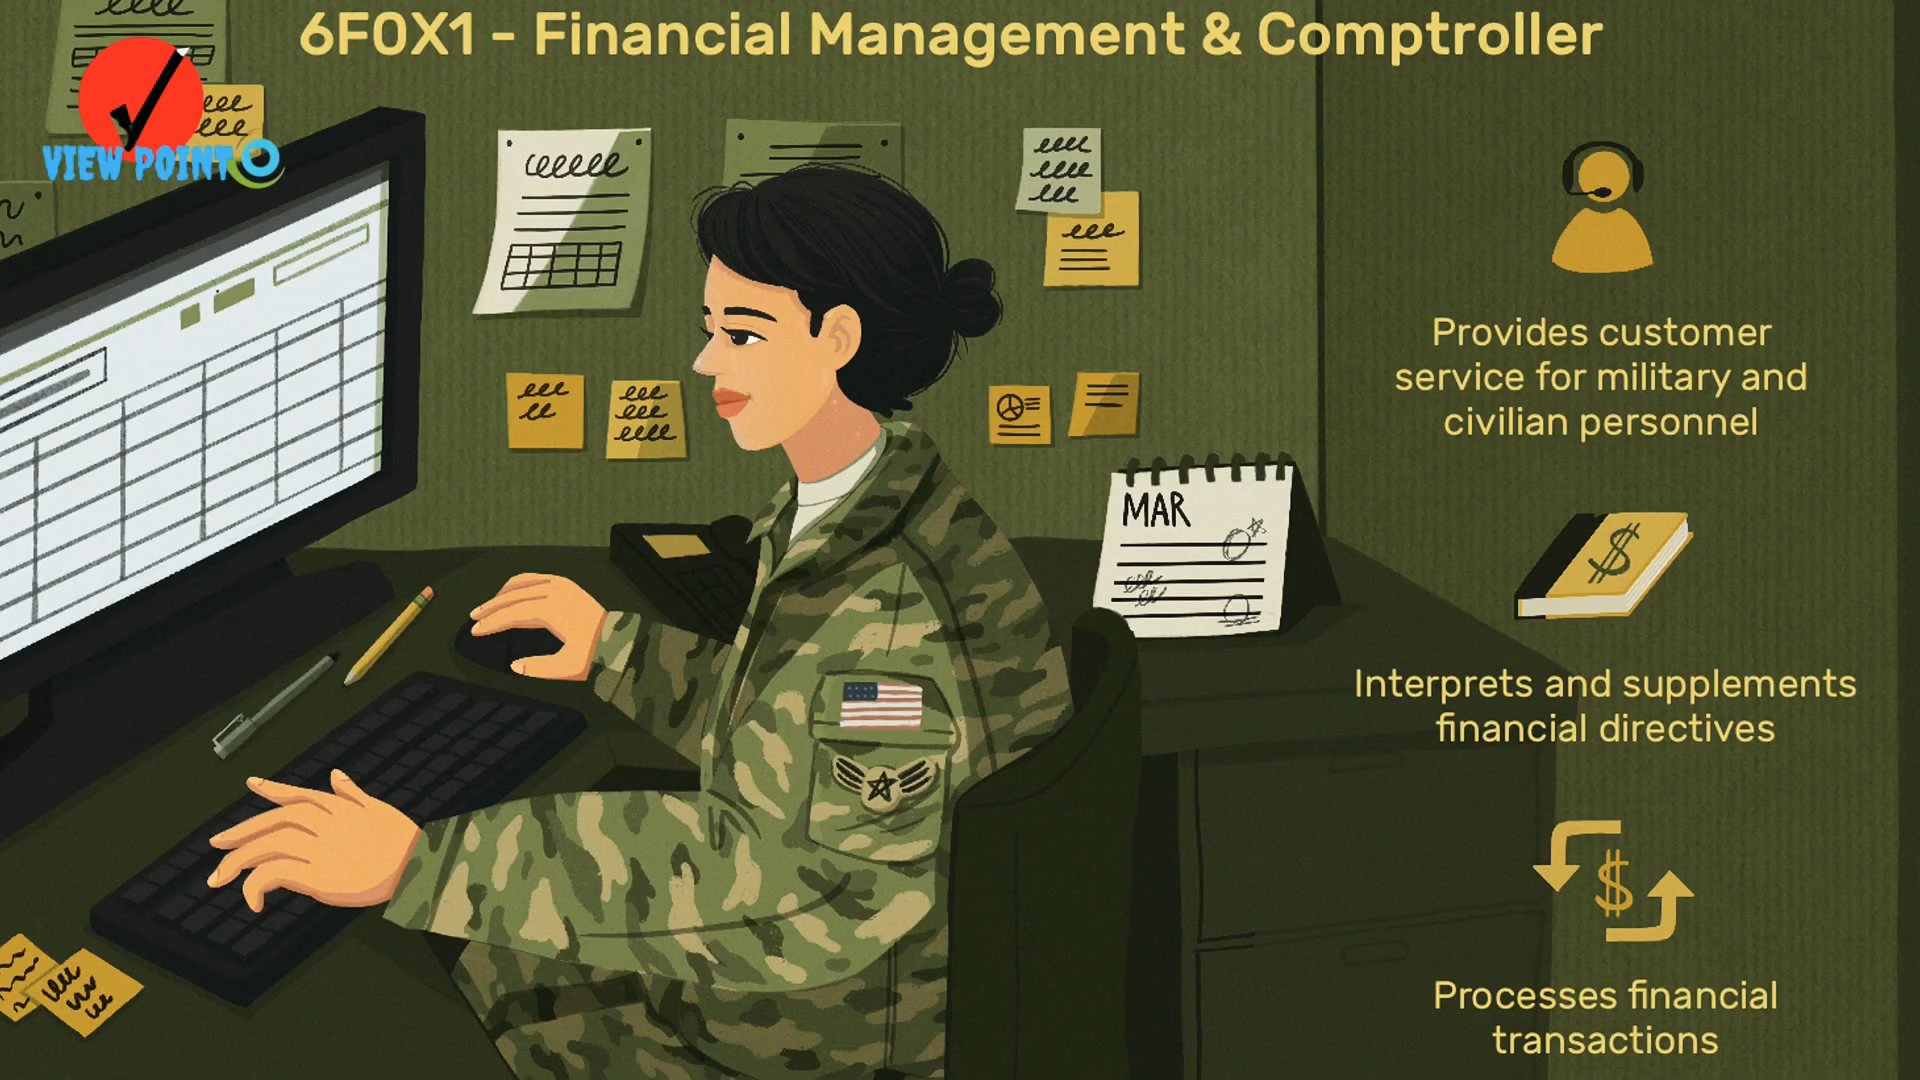 6F0X1 - Financial Management & Comptroller
VIEW POINT
Provides customer
service for military and
civilian personnel
MAR
$
Interprets and supplements
financial directives
$
Processes financial
transactions